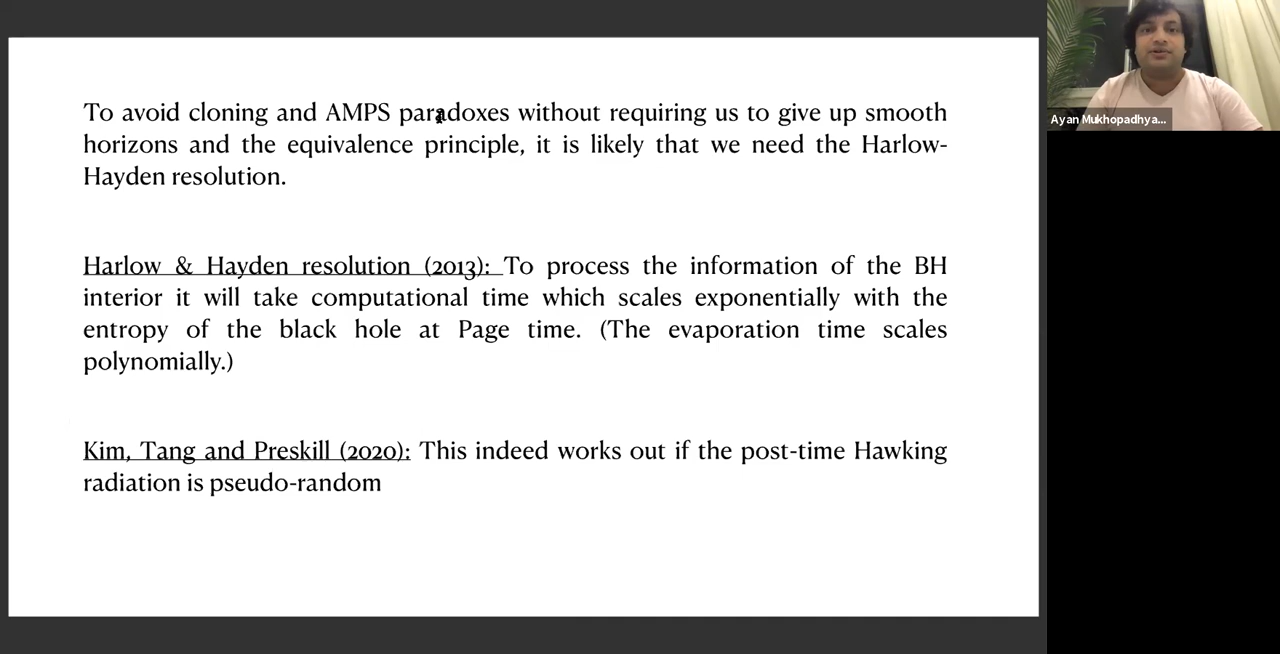 To avoid cloning and AMPS paradoxes without requiring us to give up smooth
horizons and the equivalence principle, it is likely that we need the Harlow-
Hayden resolution.
Harlow & Hayden resolution (2013): To process the information of the BH
interior it will take computational time which scales exponentially with the
entropy of the black hole at Page time. (The evaporation time scales
polynomially.)
Kim, Tang and Preskill (2020): This indeed works out if the post-time Hawking
radiation is pseudo-random
Ayan Mukhopadhya...